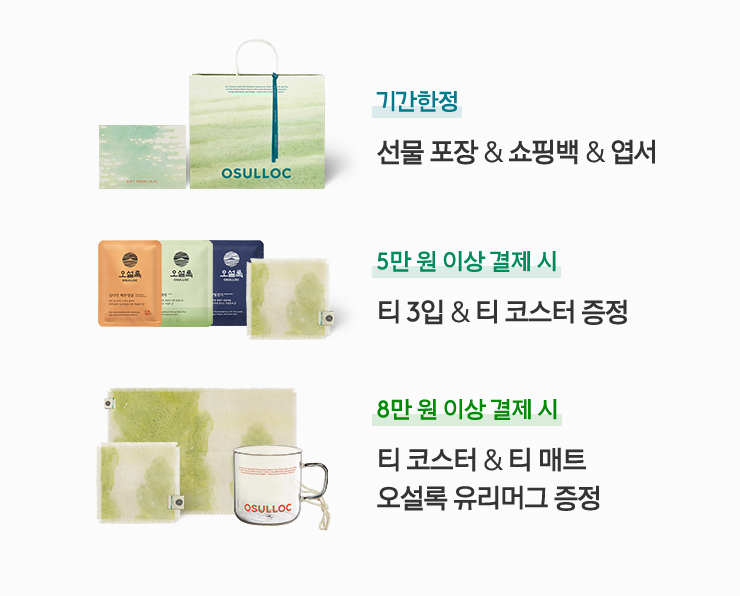 기간한정
선물 포장 & 쇼핑백 & 엽서
OSULLOC
5만 원 이상 결제 시
티 3입 & 티 코스터 증정
오설록
OSULLOC
오설록
OSULLOC
오설록
OSULLOC
8만 원 이상 결제 시
티 코스터 & 티 매트
오설록 유리머그 증정
OSULLOC